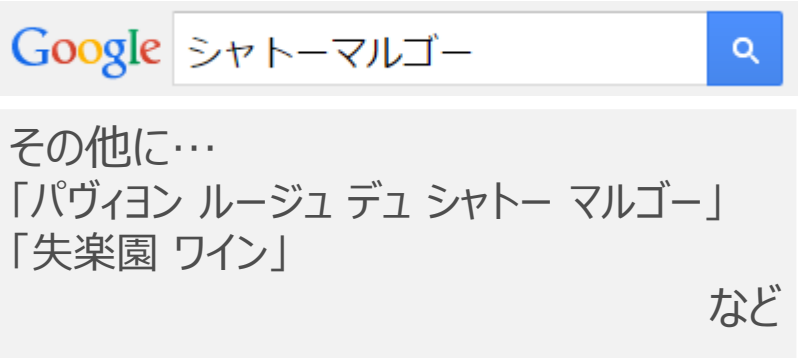 Google シャトーマルゴー
その他に…
「パヴィヨン ルージュ デュ シャトー マルゴー」
「失楽園 ワイン」
など